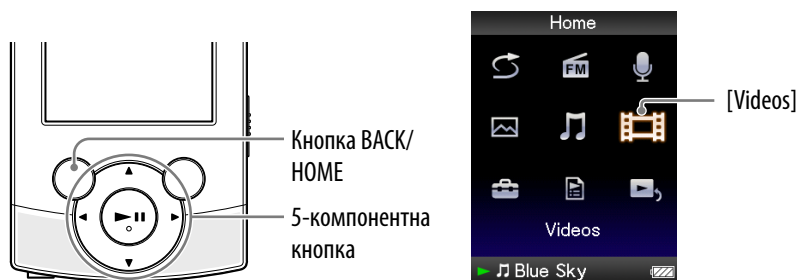 Кнопка BACK/
HOME
5-компонентна
кнопка
Home
FM
[Videos]
Videos
Blue Sky